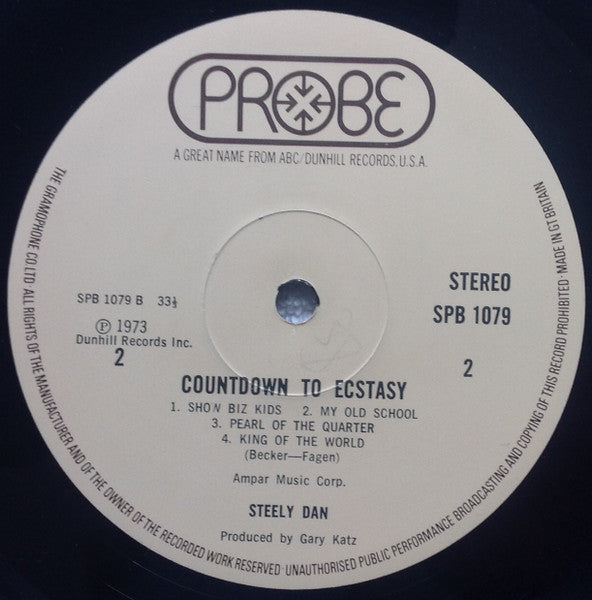 PROBE
A GREAT NAME FROM ABC/DUNHILL RECORDS, U.S.A.
THE GRAMOPHONE CO. LTD · ALL RIGHTS OF THE MANUFACTURER AND OF THE OWNER OF THE RECORDED WORK RESERVED · UNAUTHORISED PUBLIC PERFORMANCE BROADCASTING AND COPYING OF THIS RECORD PROHIBITED · MADE IN GT BRITAIN
STEREO
SPB 1079 B 33⅓
SPB 1079
Ⓟ 1973
Dunhill Records Inc.
2
2
COUNTDOWN TO ECSTASY
1. SHOW BIZ KIDS 2. MY OLD SCHOOL
3. PEARL OF THE QUARTER
4. KING OF THE WORLD
(Becker—Fagen)
Ampar Music Corp.
STEELY DAN
Produced by Gary Katz